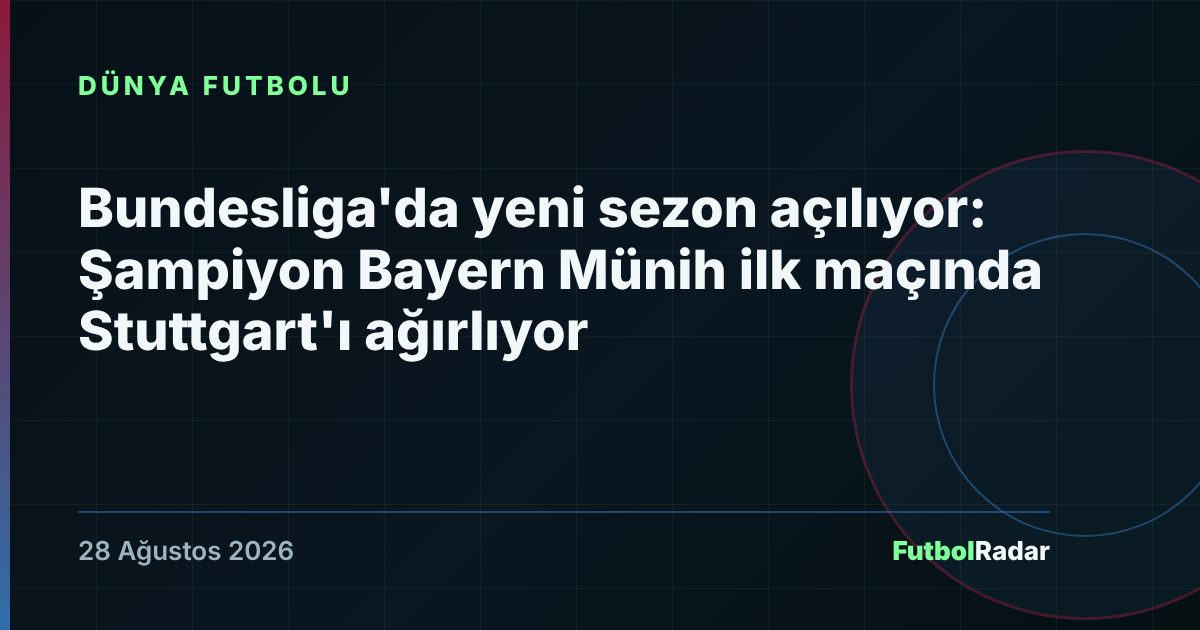 DÜNYA FUTBOLU
Bundesliga'da yeni sezon açılıyor:
Şampiyon Bayern Münih ilk maçında
Stuttgart'ı ağırlıyor
28 Ağustos 2026
FutbolRadar